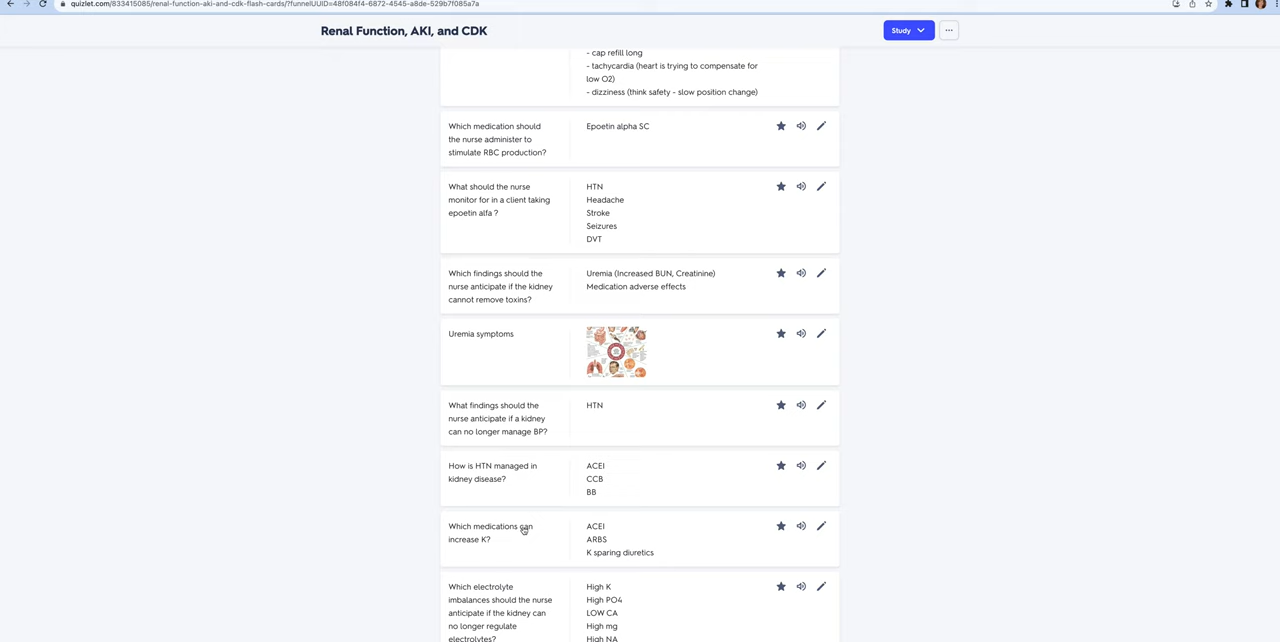 quizlet.com/833415085/renal-function-aki-and-cdk-flash-cards/?funnelUUID=48f084f4-6872-4545-a8de-529b7f085a7a
Renal Function, AKI, and CDK
Study
- cap refill long
- tachycardia (heart is trying to compensate for
low O2)
- dizziness (think safety - slow position change)
Which medication should
the nurse administer to
stimulate RBC production?
Epoetin alpha SC
What should the nurse
monitor for in a client taking
epoetin alfa ?
HTN
Headache
Stroke
Seizures
DVT
Which findings should the
nurse anticipate if the kidney
cannot remove toxins?
Uremia (Increased BUN, Creatinine)
Medication adverse effects
Uremia symptoms
What findings should the
nurse anticipate if a kidney
can no longer manage BP?
HTN
How is HTN managed in
kidney disease?
ACEI
CCB
BB
Which medications can
increase K?
ACEI
ARBS
K sparing diuretics
Which electrolyte
imbalances should the nurse
anticipate if the kidney can
no longer regulate
electrolytes?
High K
High PO4
LOW CA
High mg
High NA